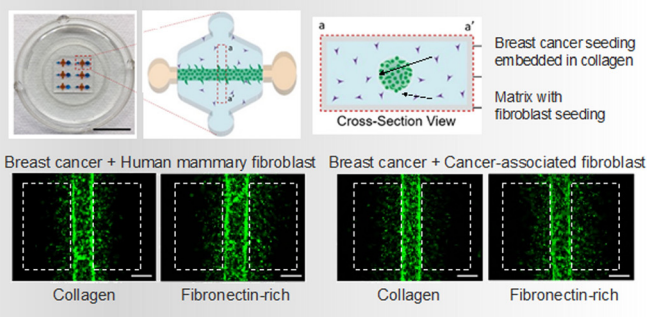 a
a'
a
a'
Breast cancer seeding
embedded in collagen
Matrix with
fibroblast seeding
Cross-Section View
Breast cancer + Human mammary fibroblast
Breast cancer + Cancer-associated fibroblast
Collagen
Fibronectin-rich
Collagen
Fibronectin-rich